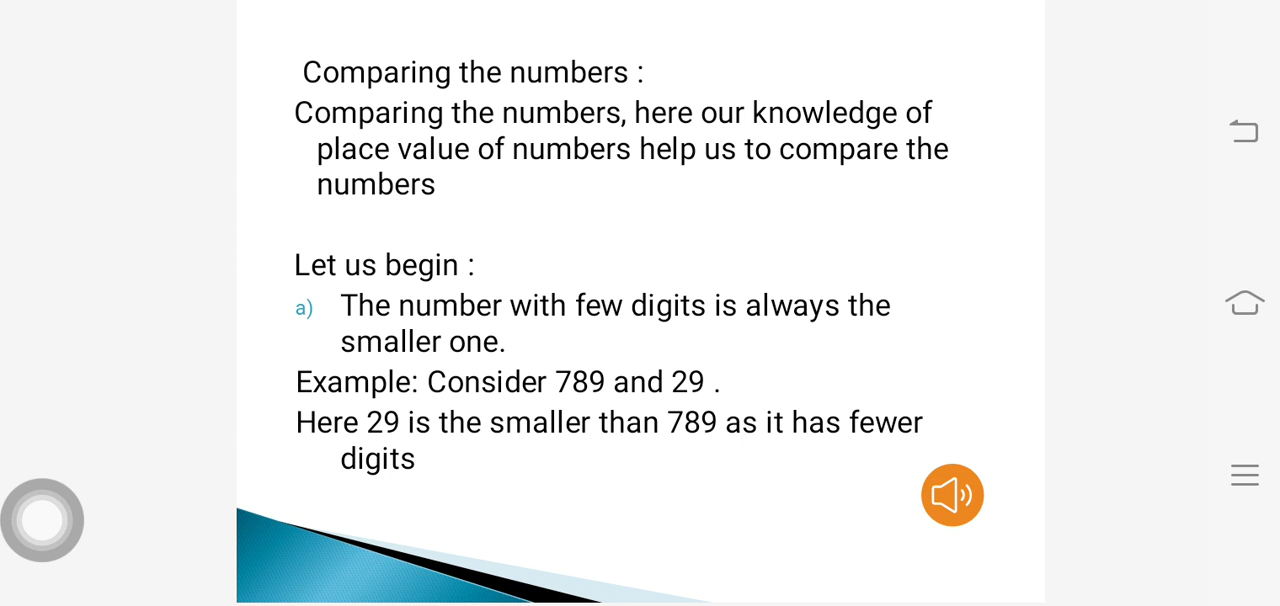 Comparing the numbers :
Comparing the numbers, here our knowledge of
place value of numbers help us to compare the
numbers
Let us begin :
a) The number with few digits is always the
smaller one.
Example: Consider 789 and 29 .
Here 29 is the smaller than 789 as it has fewer
digits